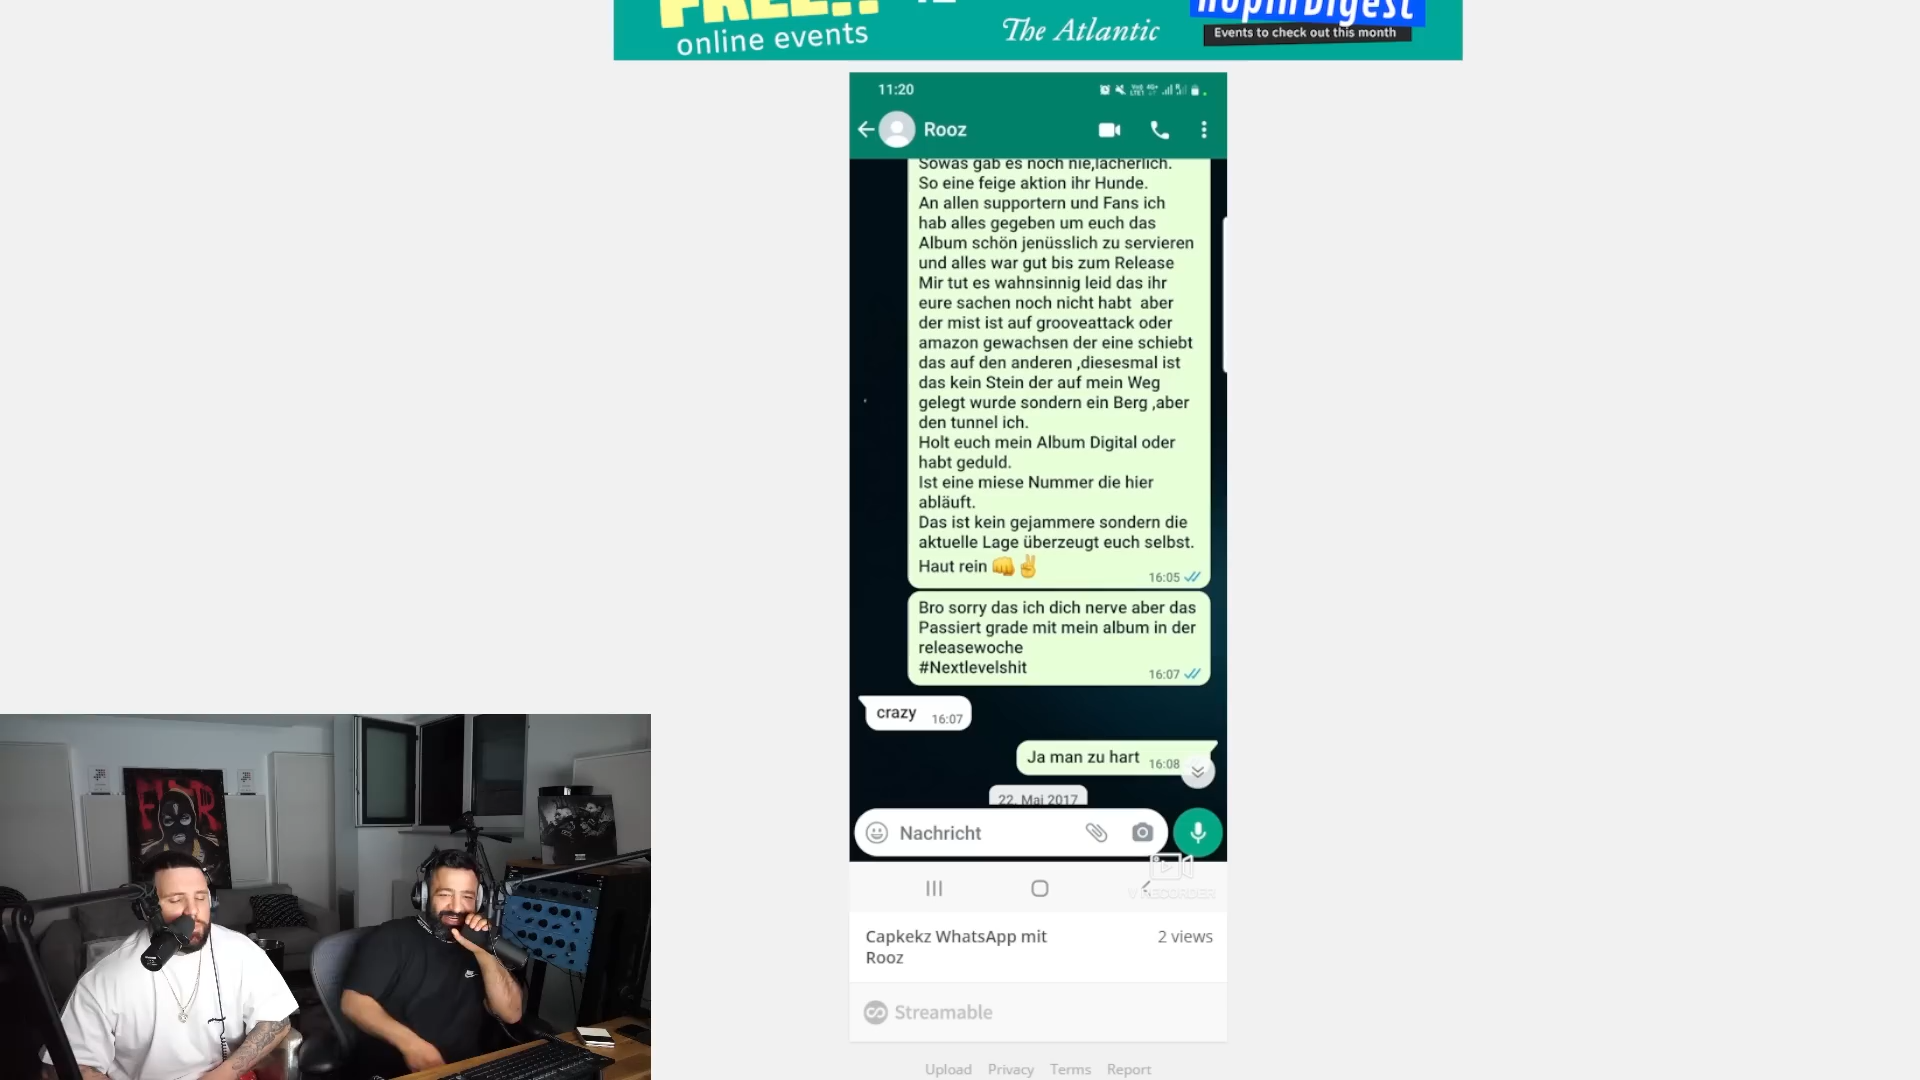 FREE!!
online events
The Atlantic
HopinDigest
Events to check out this month
11:20
Rooz
Sowas gab es noch nie,lächerlich.
So eine feige aktion ihr Hunde.
An allen supportern und Fans ich
hab alles gegeben um euch das
Album schön jenüsslich zu servieren
und alles war gut bis zum Release
Mir tut es wahnsinnig leid das ihr
eure sachen noch nicht habt  aber
der mist ist auf grooveattack oder
amazon gewachsen der eine schiebt
das auf den anderen ,diesesmal ist
das kein Stein der auf mein Weg
gelegt wurde sondern ein Berg ,aber
den tunnel ich.
Holt euch mein Album Digital oder
habt geduld.
Ist eine miese Nummer die hier
abläuft.
Das ist kein gejammere sondern die
aktuelle Lage überzeugt euch selbst.
Haut rein 👊✌
16:05
Bro sorry das ich dich nerve aber das
Passiert grade mit mein album in der
releasewoche
#Nextlevelshit
16:07
crazy 16:07
Ja man zu hart 16:08
22. Mai 2017
Nachricht
V RECORDER
Capkekz WhatsApp mit
Rooz
2 views
Streamable
Upload Privacy Terms Report